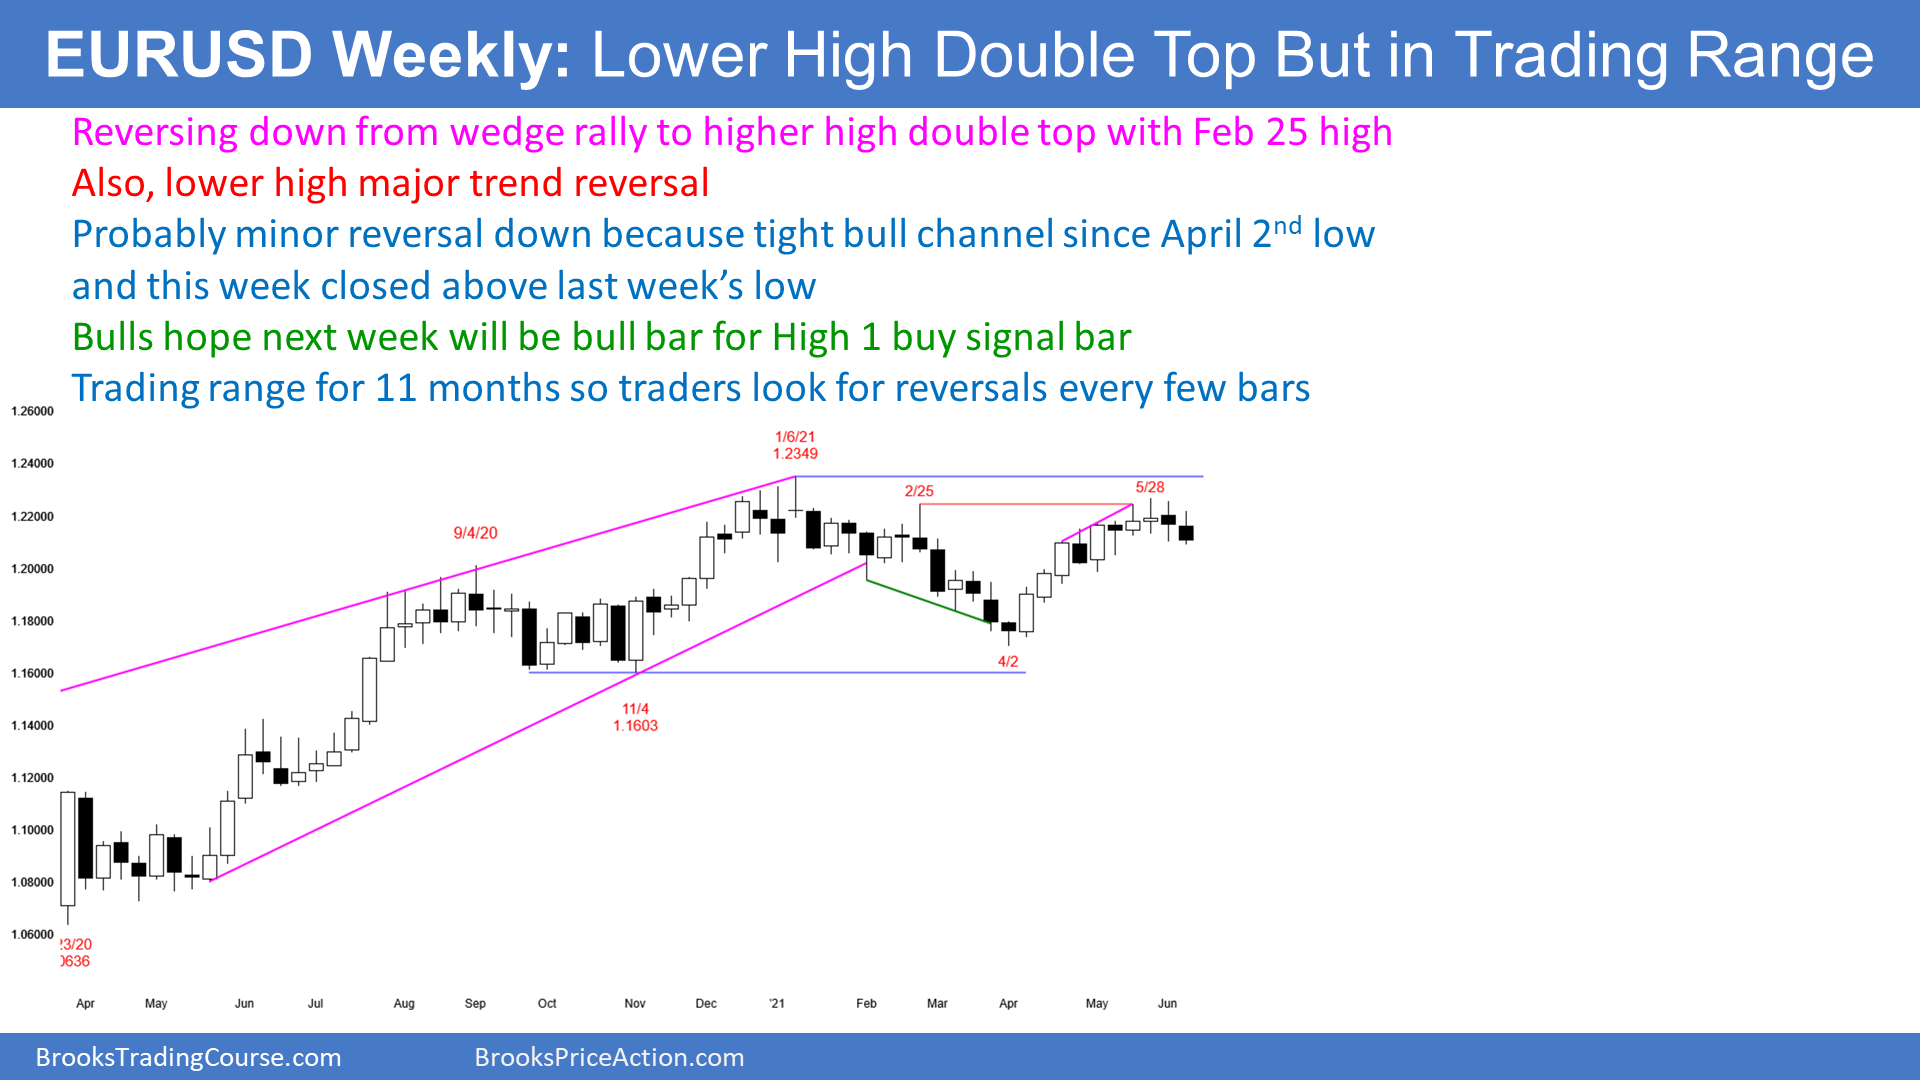 EURUSD Weekly: Lower High Double Top But in Trading Range
Reversing down from wedge rally to higher high double top with Feb 25 high
Also, lower high major trend reversal
Probably minor reversal down because tight bull channel since April 2nd low
and this week closed above last week’s low
Bulls hope next week will be bull bar for High 1 buy signal bar
Trading range for 11 months so traders look for reversals every few bars
1.26000
1.24000
1.22000
1.20000
1.18000
1.16000
1.14000
1.12000
1.10000
1.08000
1.06000
1/6/21
1.2349
2/25
5/28
9/4/20
4/2
11/4
1.1603
23/20
0636
Apr May Jun Jul Aug Sep Oct Nov Dec '21 Feb Mar Apr May Jun
BrooksTradingCourse.com
BrooksPriceAction.com